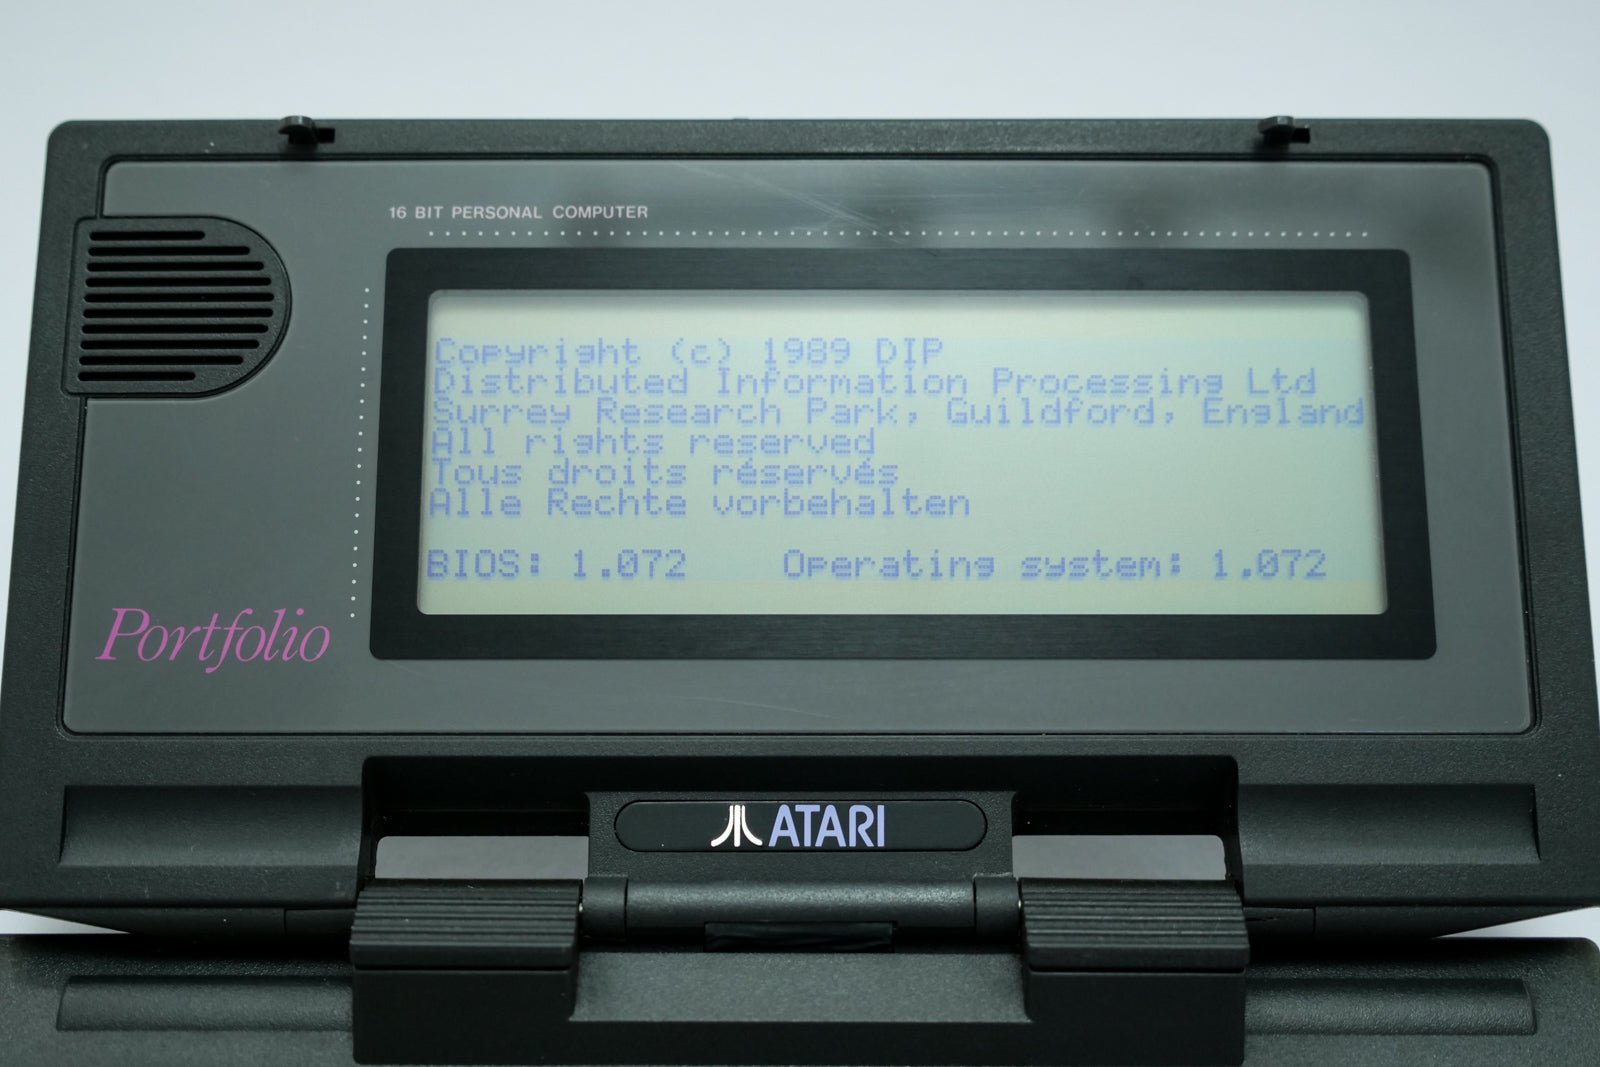 16 BIT PERSONAL COMPUTER
Copyright (c) 1989 DIP
Distributed Information Processing Ltd
Surrey Research Park, Guildford, England
All rights reserved
Tous droits réservés
Alle Rechte vorbehalten
BIOS: 1.072 Operating system: 1.072
Portfolio
ATARI